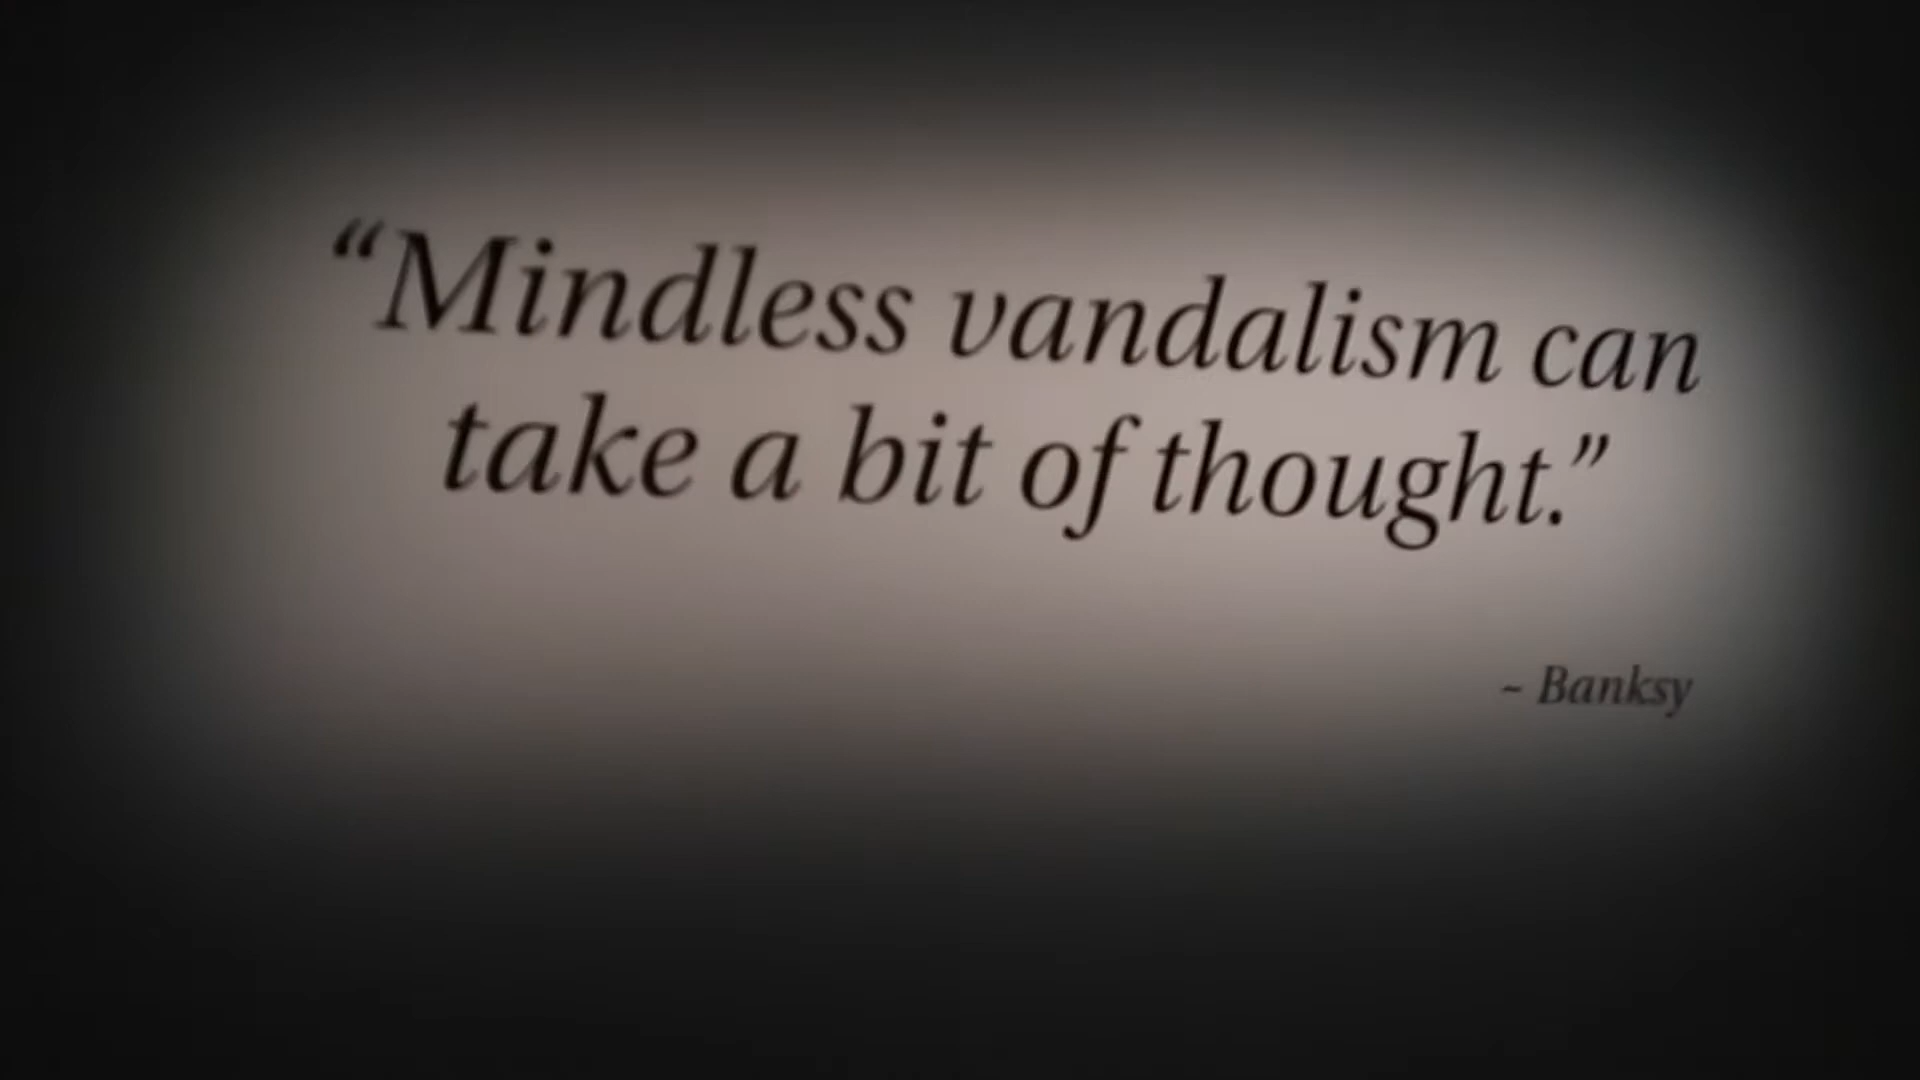 “Mindless vandalism can
take a bit of thought.”
~ Banksy